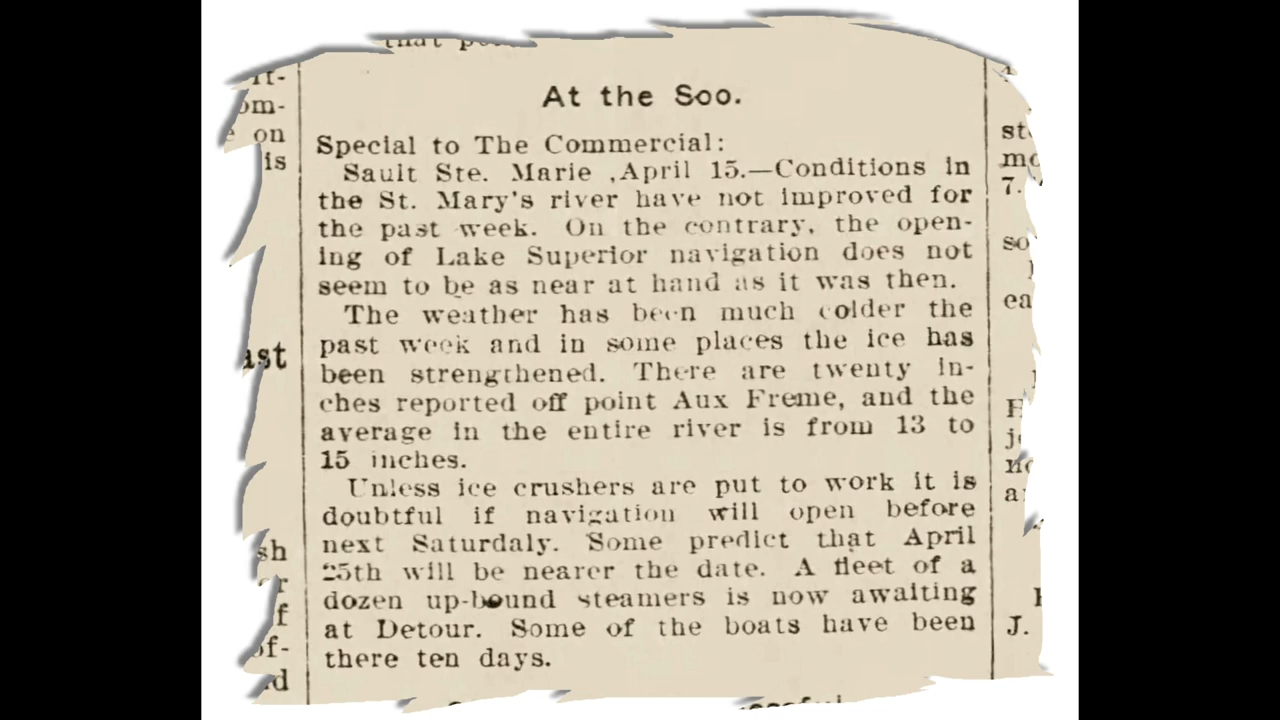 At the Soo.
Special to The Commercial:
Sault Ste. Marie ,April 15.—Conditions in
the St. Mary's river have not improved for
the past week. On the contrary, the open-
ing of Lake Superior navigation does not
seem to be as near at hand as it was then.
The weather has been much colder the
past week and in some places the ice has
been strengthened. There are twenty in-
ches reported off point Aux Freme, and the
average in the entire river is from 13 to
15 inches.
Unless ice crushers are put to work it is
doubtful if navigation will open before
next Saturdaly. Some predict that April
25th will be nearer the date. A fleet of a
dozen up-bound steamers is now awaiting
at Detour. Some of the boats have been
there ten days.
on
is
J.
7.